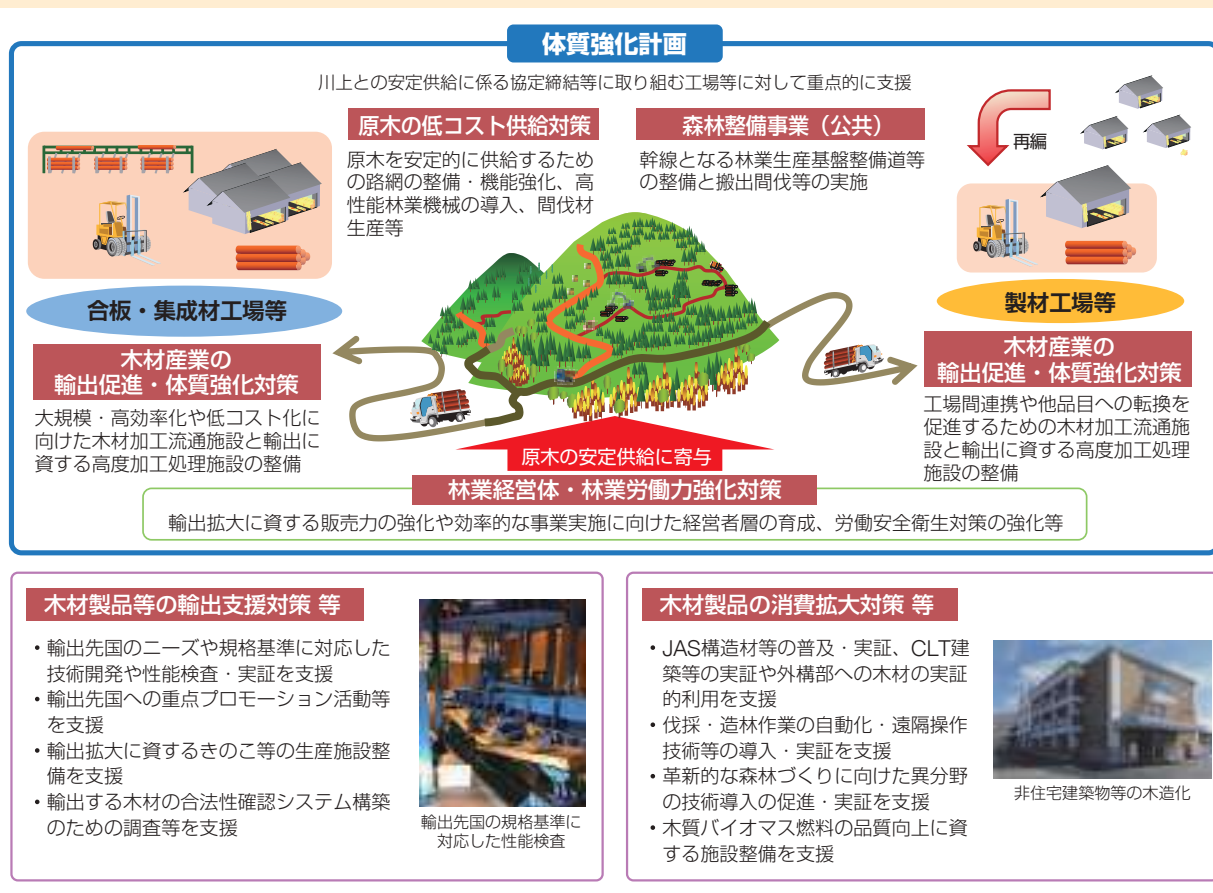 体質強化計画
川上との安定供給に係る協定締結等に取り組む工場等に対して重点的に支援
原木の低コスト供給対策
原木を安定的に供給するため
の路網の整備・機能強化、高
性能林業機械の導入、間伐材
生産等
森林整備事業（公共）
幹線となる林業生産基盤整備道等
の整備と搬出間伐等の実施
再編
合板・集成材工場等
木材産業の
輸出促進・体質強化対策
大規模・高効率化や低コスト化に
向けた木材加工流通施設と輸出に
資する高度加工処理施設の整備
製材工場等
木材産業の
輸出促進・体質強化対策
工場間連携や他品目への転換を
促進するための木材加工流通施
設と輸出に資する高度加工処理
施設の整備
原木の安定供給に寄与
林業経営体・林業労働力強化対策
輸出拡大に資する販売力の強化や効率的な事業実施に向けた経営者層の育成、労働安全衛生対策の強化等
木材製品等の輸出支援対策 等
・輸出先国のニーズや規格基準に対応した
技術開発や性能検査・実証を支援
・輸出先国への重点プロモーション活動等
を支援
・輸出拡大に資するきのこ等の生産施設整
備を支援
・輸出する木材の合法性確認システム構築
のための調査等を支援
輸出先国の規格基準に
対応した性能検査
木材製品の消費拡大対策 等
・JAS構造材等の普及・実証、CLT建
築等の実証や外構部への木材の実証
的利用を支援
・伐採・造林作業の自動化・遠隔操作
技術等の導入・実証を支援
・革新的な森林づくりに向けた異分野
の技術導入の促進・実証を支援
・木質バイオマス燃料の品質向上に資
する施設整備を支援
非住宅建築物等の木造化